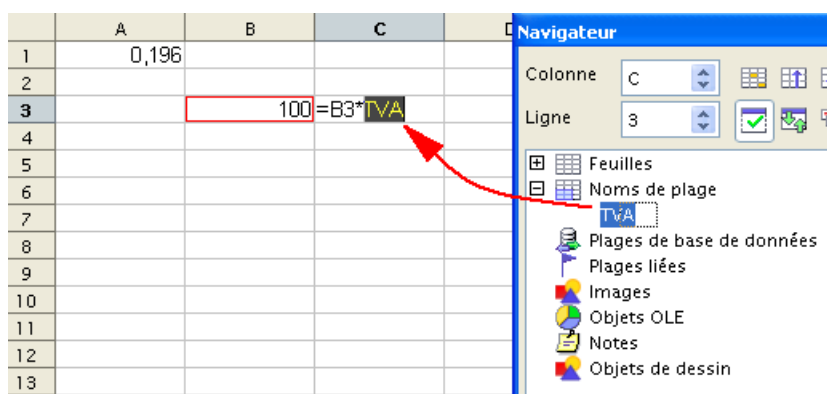 A B C Navigateur
1 0,196
2
3 100 =B3*TVA
4
5
6
7
8
9
10
11
12
13
Colonne C
Ligne 3
Feuilles
Noms de plage
TVA
Plages de base de données
Plages liées
Images
Objets OLE
Notes
Objets de dessin